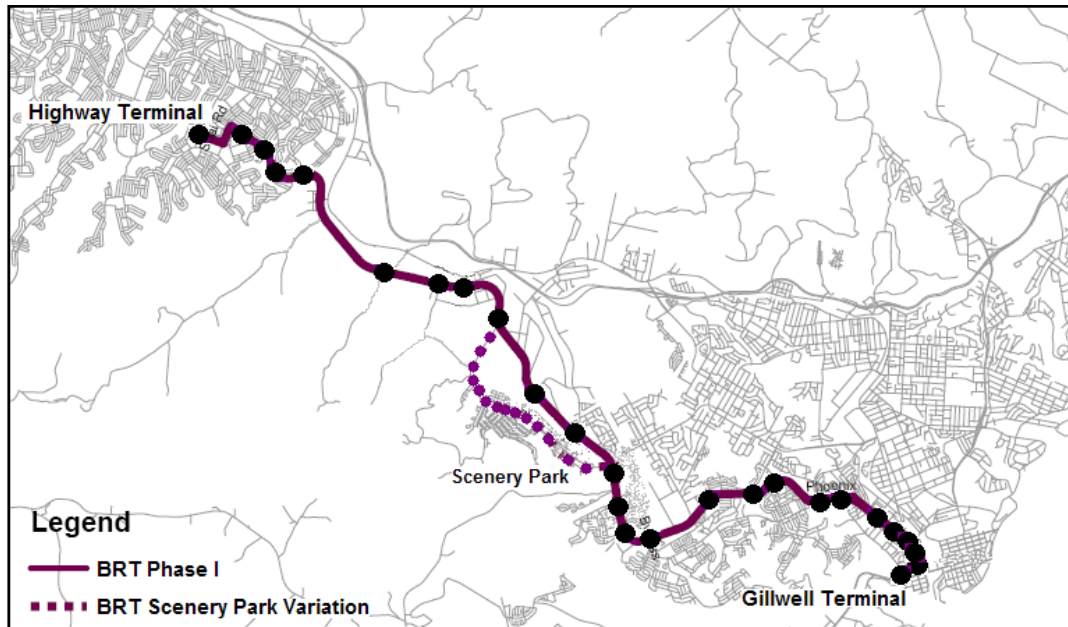 Highway Terminal
Scenery Park
Phoenix
Legend
BRT Phase I
BRT Scenery Park Variation
Gillwell Terminal